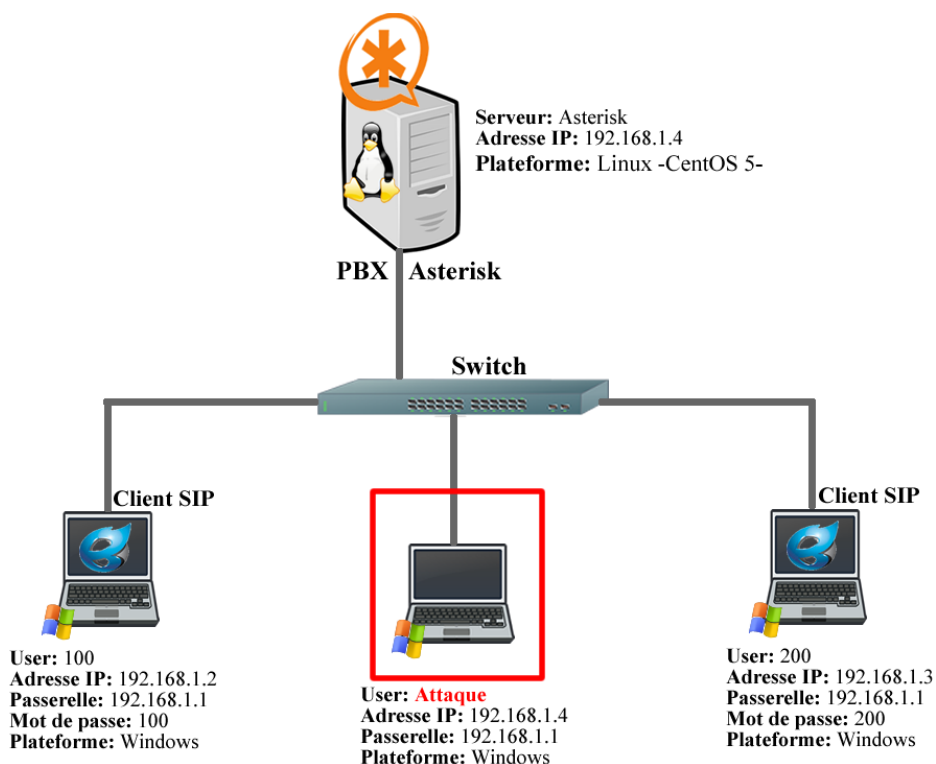 Serveur: Asterisk
Adresse IP: 192.168.1.4
Plateforme: Linux -CentOS 5-
PBX Asterisk
Switch
Client SIP
User: 100
Adresse IP: 192.168.1.2
Passerelle: 192.168.1.1
Mot de passe: 100
Plateforme: Windows
User: Attaque
Adresse IP: 192.168.1.4
Passerelle: 192.168.1.1
Plateforme: Windows
Client SIP
User: 200
Adresse IP: 192.168.1.3
Passerelle: 192.168.1.1
Mot de passe: 200
Plateforme: Windows